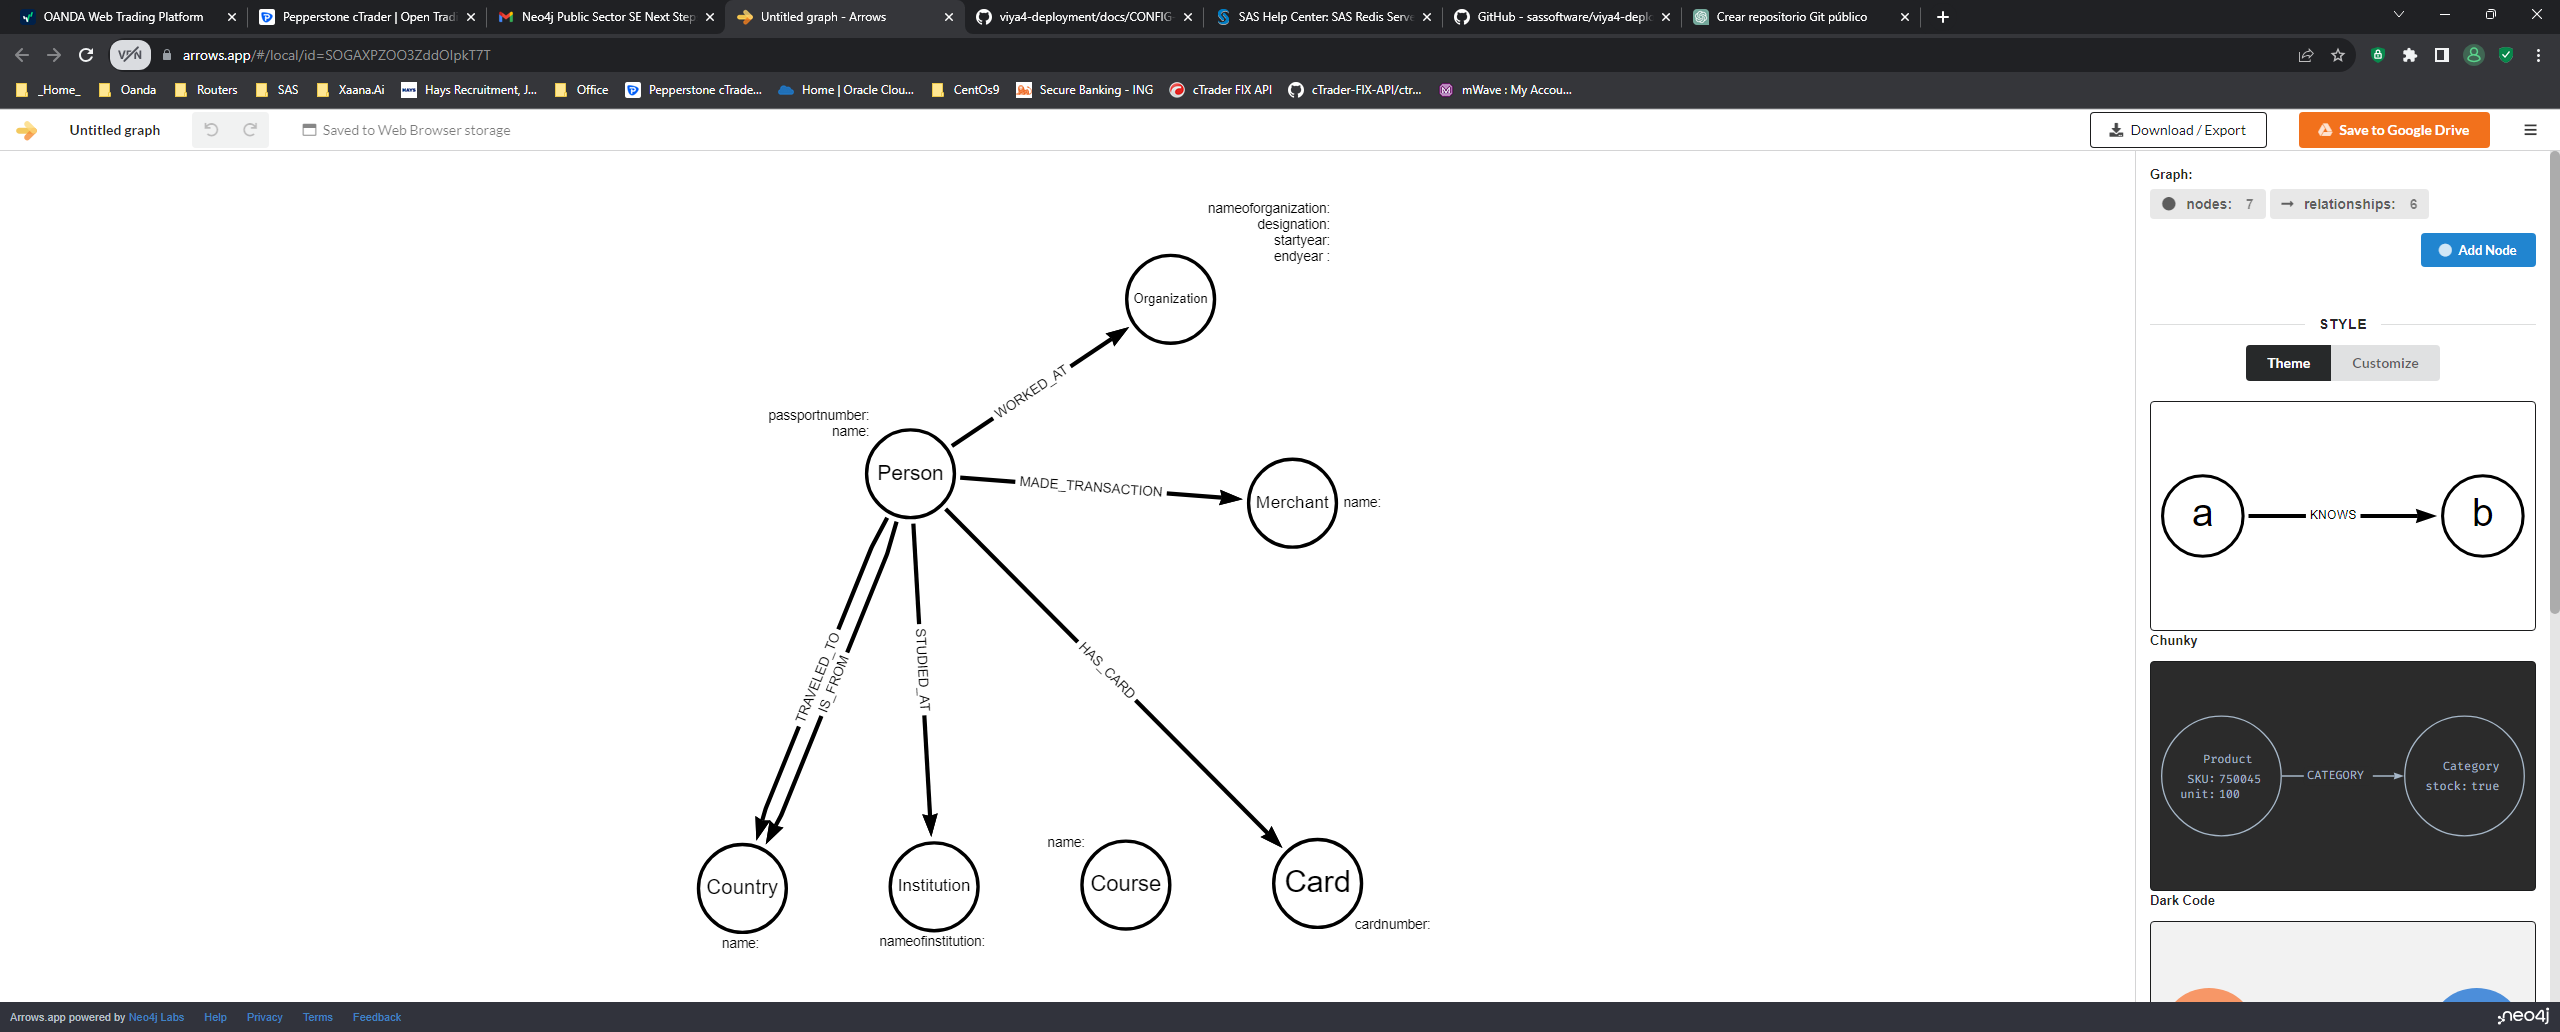 OANDA Web Trading Platform
Pepperstone cTrader | Open Tradi
Neo4j Public Sector SE Next Step
Untitled graph - Arrows
viya4-deployment/docs/CONFIG
SAS Help Center: SAS Redis Serve
GitHub - sassoftware/viya4-deplo
Crear repositorio Git público
VPN
arrows.app/#/local/id=SOGAXPZOO3ZddOIpkT7T
_Home_
Oanda
Routers
SAS
Xaana.Ai
HAYS
Hays Recruitment, J...
Office
Pepperstone cTrade...
Home | Oracle Clou...
CentOs9
Secure Banking - ING
cTrader FIX API
cTrader-FIX-API/ctr...
mWave : My Accou...
Untitled graph
Saved to Web Browser storage
Download / Export
Save to Google Drive
nameoforganization:
designation:
startyear:
endyear :
Organization
WORKED_AT
passportnumber:
name:
Person
MADE_TRANSACTION
Merchant
name:
TRAVELED_TO
IS_FROM
STUDIED_AT
HAS_CARD
Country
name:
Institution
nameofinstitution:
name:
Course
Card
cardnumber:
Graph:
nodes: 7
relationships: 6
Add Node
STYLE
Theme
Customize
a
KNOWS
b
Chunky
Product
SKU: 750045
unit: 100
CATEGORY
Category
stock: true
Dark Code
Arrows.app powered by Neo4j Labs
Help
Privacy
Terms
Feedback
neo4j